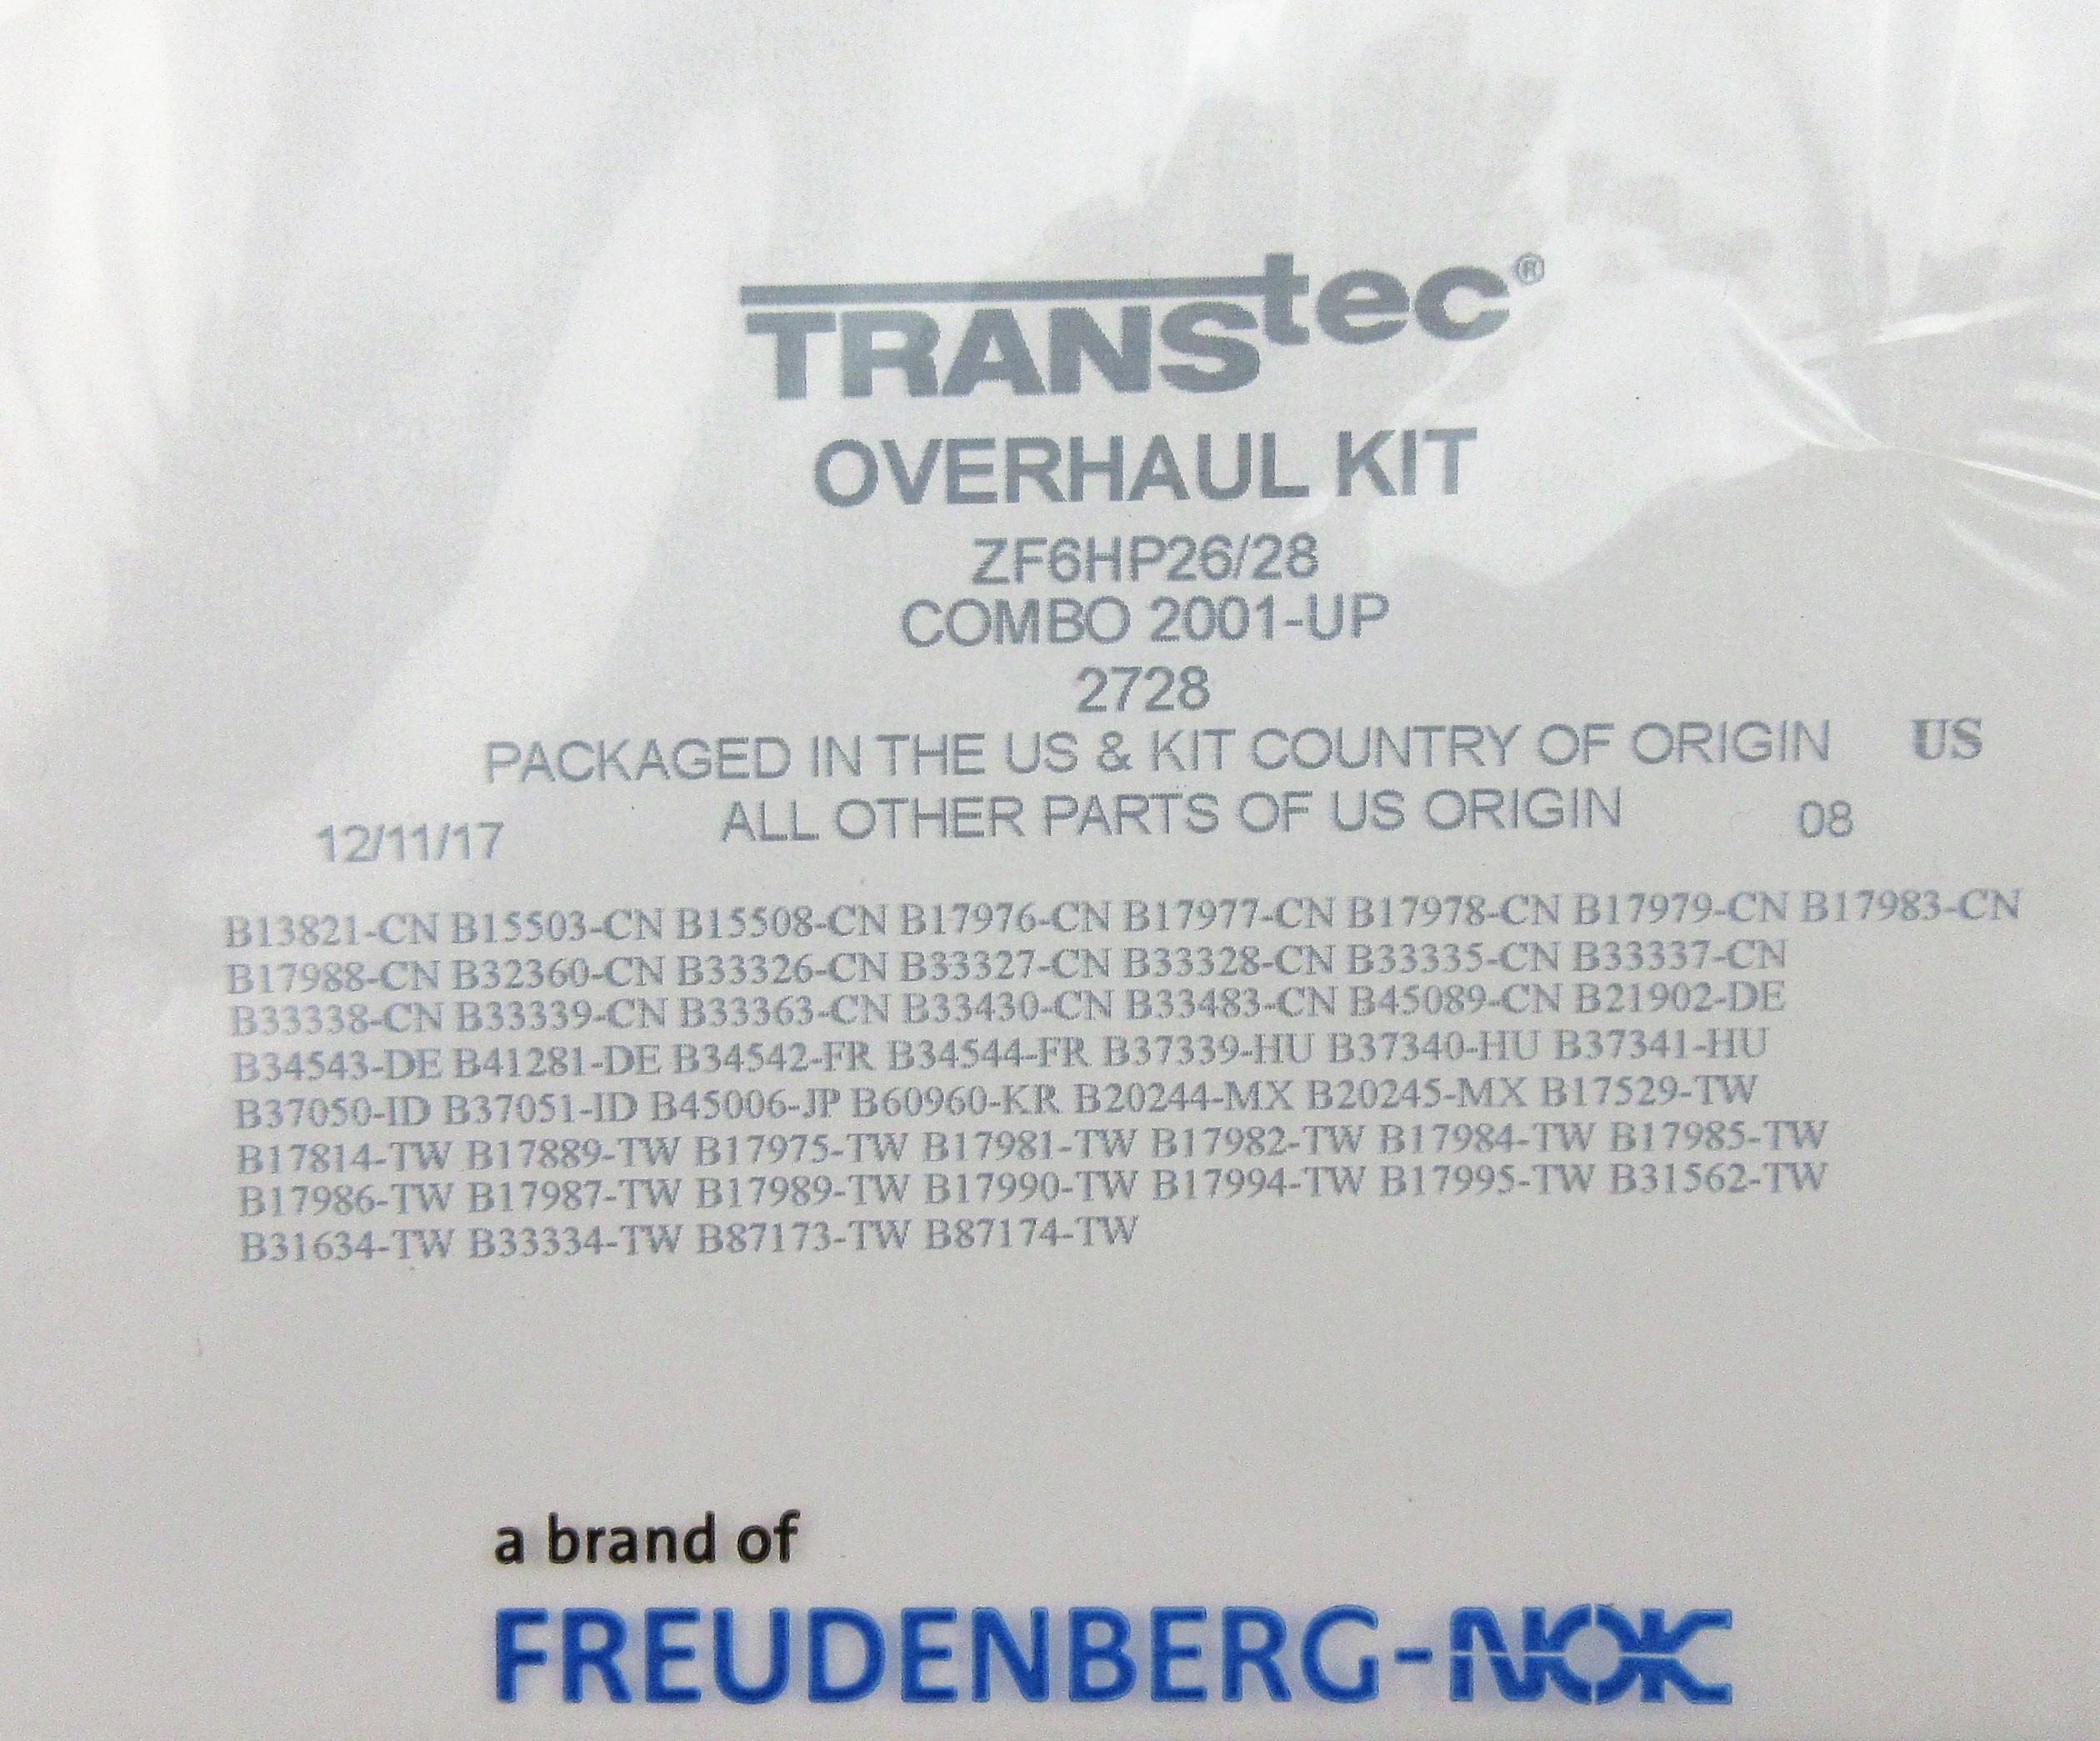 TRANStec®
OVERHAUL KIT
ZF6HP26/28
COMBO 2001-UP
2728
PACKAGED IN THE US & KIT COUNTRY OF ORIGIN US
ALL OTHER PARTS OF US ORIGIN 08
12/11/17
B13821-CN B15503-CN B15508-CN B17976-CN B17977-CN B17978-CN B17979-CN B17983-CN
B17988-CN B32360-CN B33326-CN B33327-CN B33328-CN B33335-CN B33337-CN
B33338-CN B33339-CN B33363-CN B33430-CN B33483-CN B45089-CN B21902-DE
B34543-DE B41281-DE B34542-FR B34544-FR B37339-HU B37340-HU B37341-HU
B37050-ID B37051-ID B45006-JP B60960-KR B20244-MX B20245-MX B17529-TW
B17814-TW B17889-TW B17975-TW B17981-TW B17982-TW B17984-TW B17985-TW
B17986-TW B17987-TW B17989-TW B17990-TW B17994-TW B17995-TW B31562-TW
B31634-TW B33334-TW B87173-TW B87174-TW
a brand of
FREUDENBERG-NOK